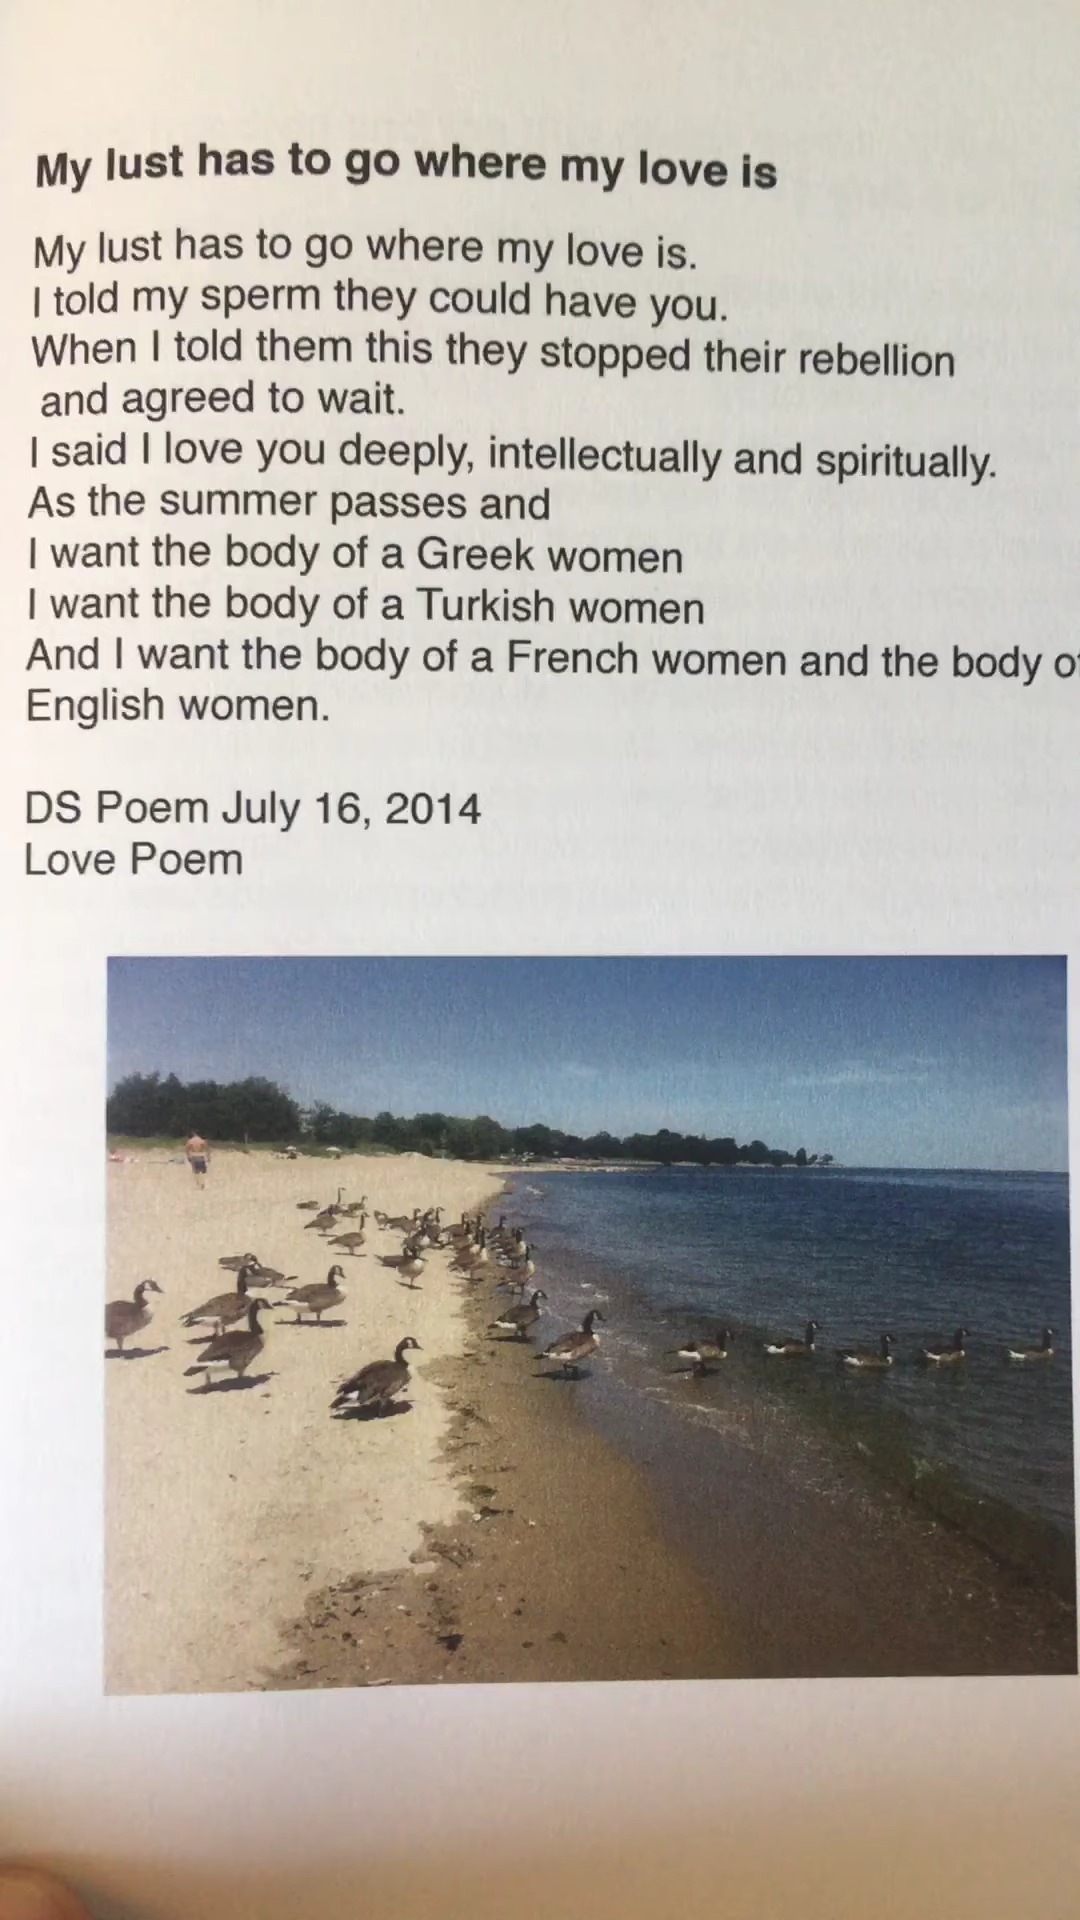 My lust has to go where my love is
My lust has to go where my love is.
I told my sperm they could have you.
When I told them this they stopped their rebellion
and agreed to wait.
I said I love you deeply, intellectually and spiritually.
As the summer passes and
I want the body of a Greek women
I want the body of a Turkish women
And I want the body of a French women and the body
English women.
DS Poem July 16, 2014
Love Poem